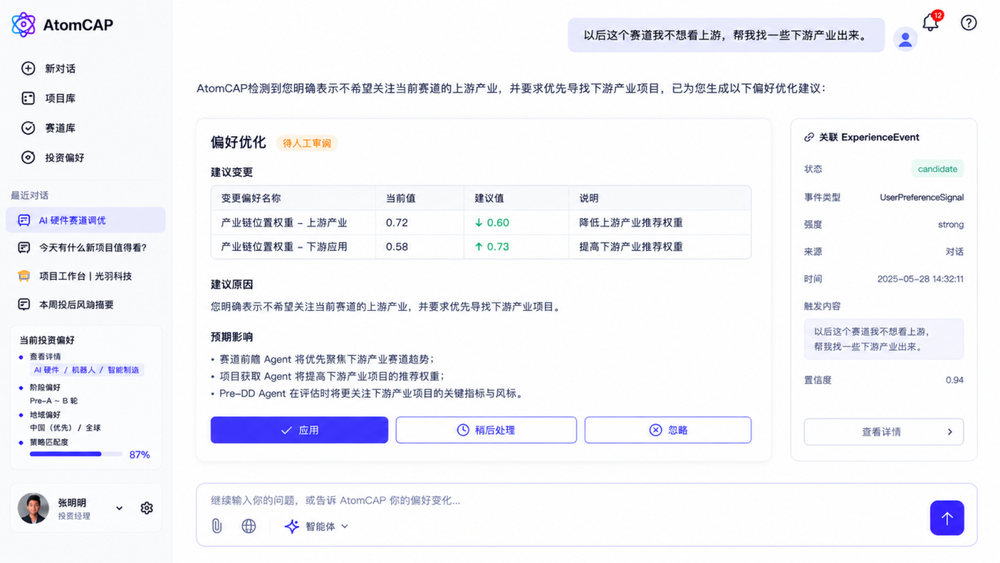 AtomCAP
新对话
项目库
赛道库
投资偏好
最近对话
AI 硬件赛道调优
今天有什么新项目值得看?
项目工作台 | 光羽科技
本周投后风险摘要
当前投资偏好
查看详情
AI 硬件 / 机器人 / 智能制造
阶段偏好
Pre-A ~ B 轮
地域偏好
中国（优先）/ 全球
策略匹配度
87%
张明明
投资经理
以后这个赛道我不想看上游，帮我找一些下游产业出来。
12
AtomCAP检测到您明确表示不希望关注当前赛道的上游产业，并要求优先导找下游产业项目，已为您生成以下偏好优化建议：
偏好优化 待人工审阅
建议变更
变更偏好名称 当前值 建议值 说明
产业链位置权重 – 上游产业 0.72 ↓ 0.60 降低上游产业推荐权重
产业链位置权重 – 下游应用 0.58 ↑ 0.73 提高下游产业推荐权重
建议原因
您明确表示不希望关注当前赛道的上游产业，并要求优先导找下游产业项目。
预期影响
• 赛道前瞻 Agent 将优先聚焦下游产业赛道趋势；
• 项目获取 Agent 将提高下游产业项目的推荐权重；
• Pre–DD Agent 在评估时将更关注下游产业项目的关键指标与风标。
应用
稍后处理
忽略
关联 ExperienceEvent
状态 candidate
事件类型 UserPreferenceSignal
强度 strong
来源 对话
时间 2025-05-28 14:32:11
触发内容
以后这个赛道我不想看上游，
帮我找一些下游产业出来。
置信度 0.94
查看详情
继续输入你的问题，或告诉 AtomCAP 你的偏好变化...
智能体